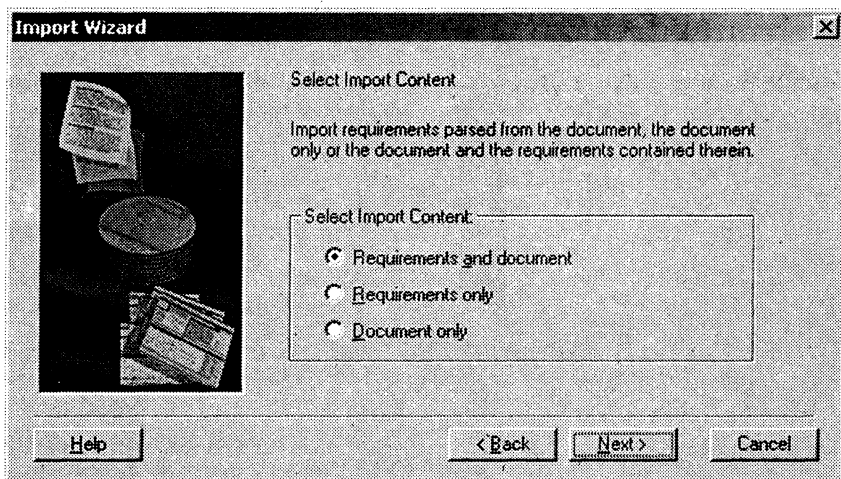 Import Wizard
Select Import Content
Import requirements parsed from the document, the document
only or the document and the requirements contained therein.
Select Import Content:
Requirements and document
Requirements only
Document only
Help
< Back
Next >
Cancel